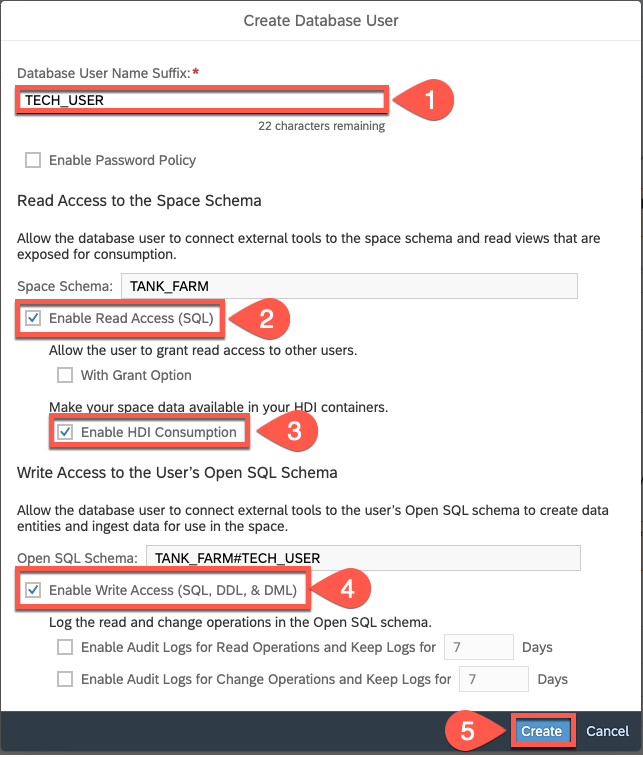 Create Database User
Database User Name Suffix:*
TECH_USER
1
22 characters remaining
Enable Password Policy
Read Access to the Space Schema
Allow the database user to connect external tools to the space schema and read views that are
exposed for consumption.
Space Schema: TANK_FARM
Enable Read Access (SQL)
2
Allow the user to grant read access to other users.
With Grant Option
Make your space data available in your HDI containers.
Enable HDI Consumption
3
Write Access to the User's Open SQL Schema
Allow the database user to connect external tools to the user's Open SQL schema to create data
entities and ingest data for use in the space.
Open SQL Schema: TANK_FARM#TECH_USER
Enable Write Access (SQL, DDL, & DML)
4
Log the read and change operations in the Open SQL schema.
Enable Audit Logs for Read Operations and Keep Logs for 7 Days
Enable Audit Logs for Change Operations and Keep Logs for 7 Days
5 Create Cancel